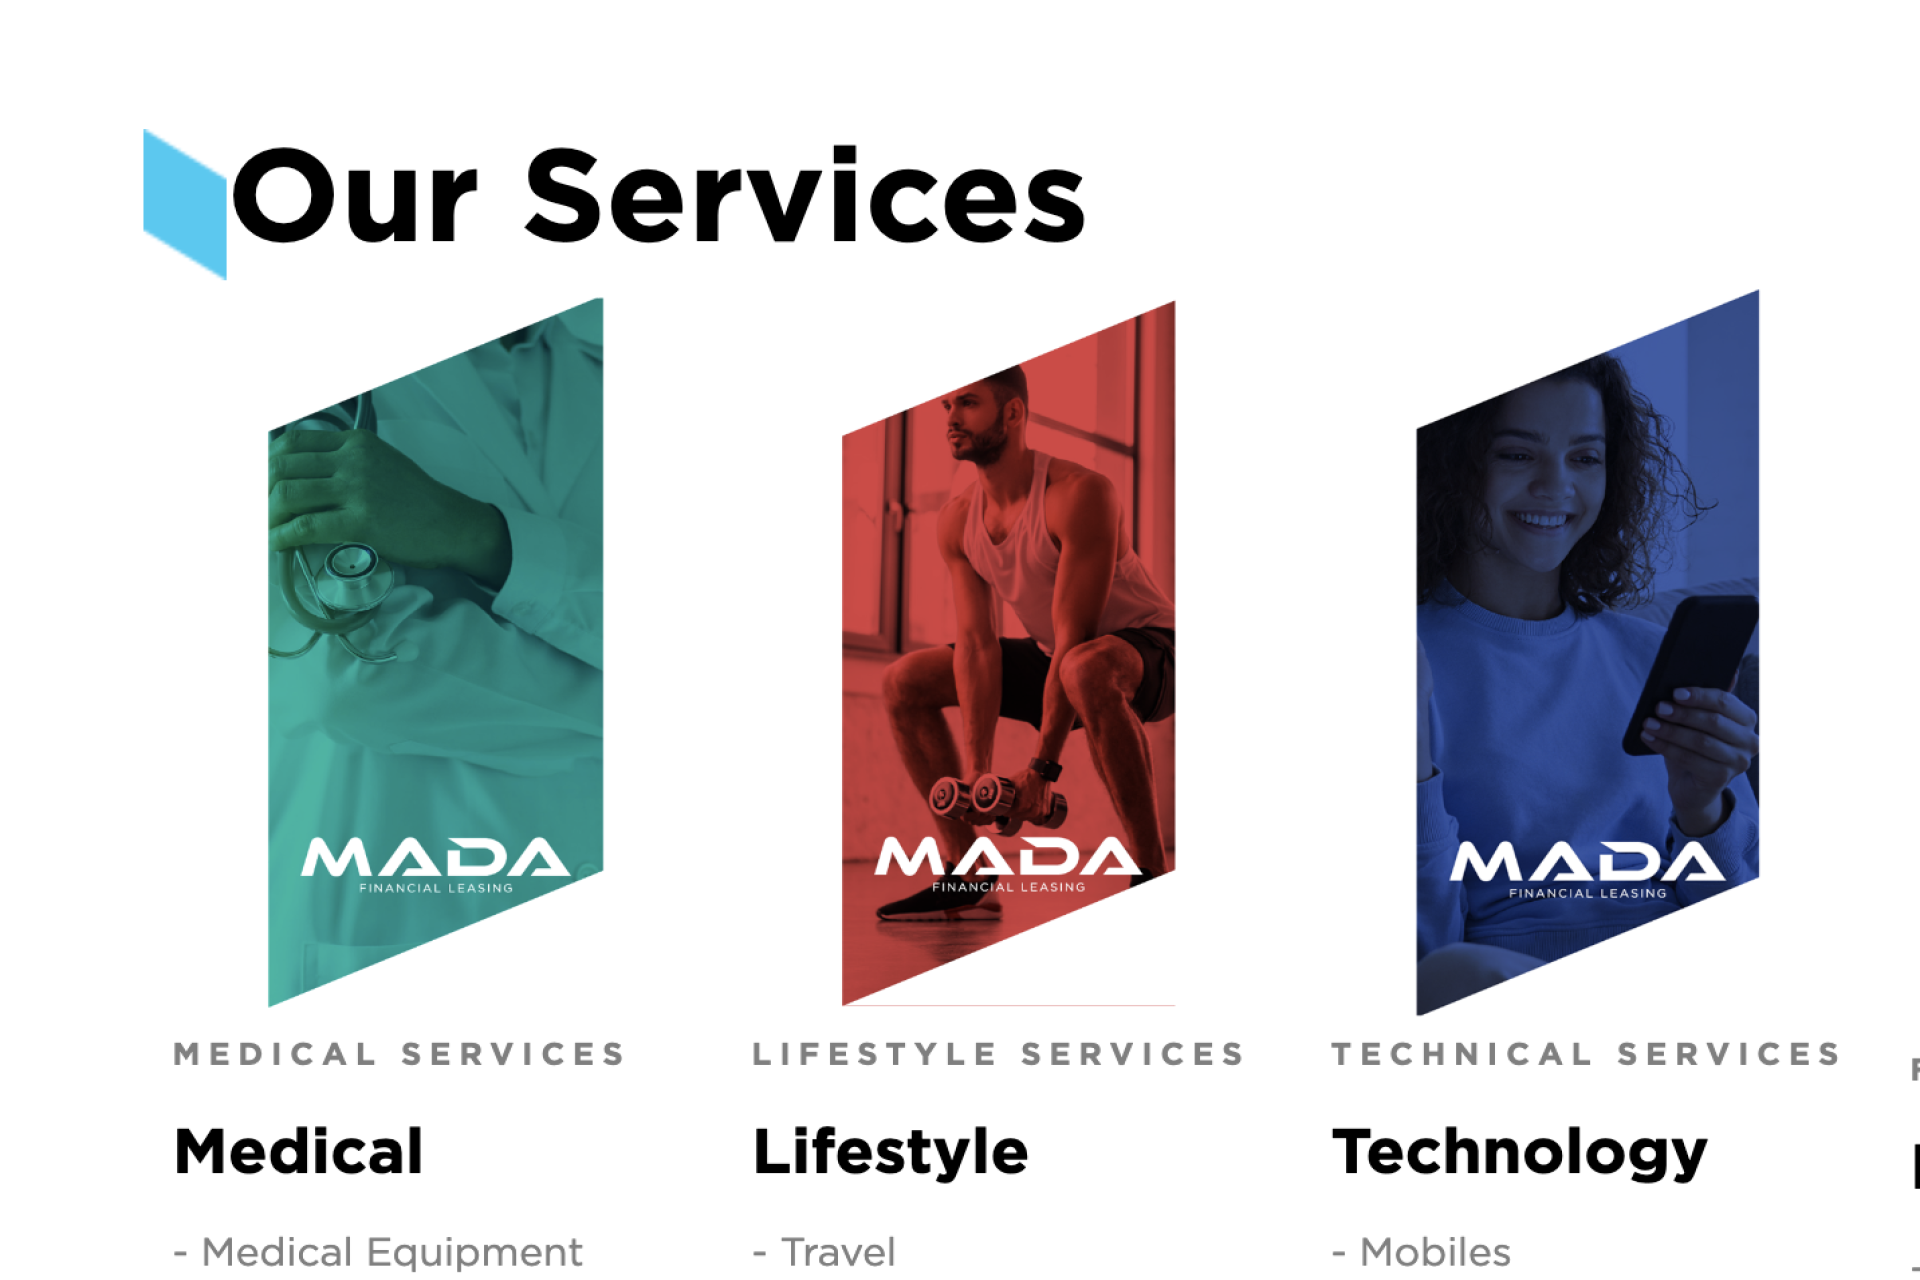 Our Services
MADA
FINANCIAL LEASING
MADA
FINANCIAL LEASING
MADA
FINANCIAL LEASING
MEDICAL SERVICES
LIFESTYLE SERVICES
TECHNICAL SERVICES
Medical
Lifestyle
Technology
- Medical Equipment
- Travel
- Mobiles